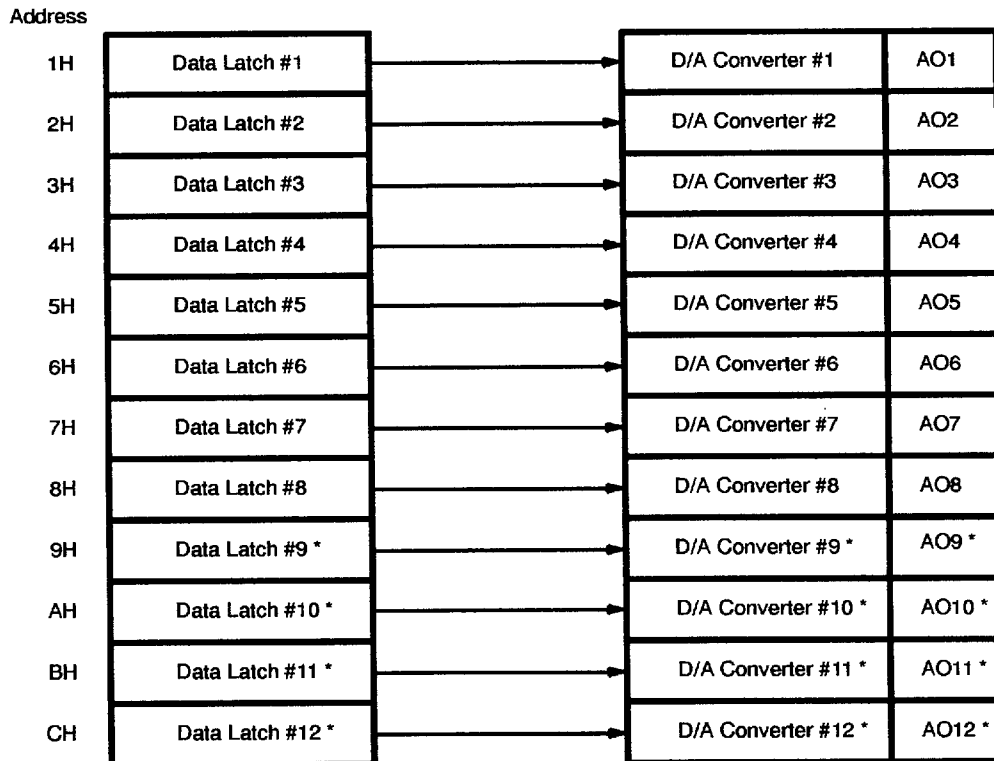 Address
1H Data Latch #1 D/A Converter #1 AO1
2H Data Latch #2 D/A Converter #2 AO2
3H Data Latch #3 D/A Converter #3 AO3
4H Data Latch #4 D/A Converter #4 AO4
5H Data Latch #5 D/A Converter #5 AO5
6H Data Latch #6 D/A Converter #6 AO6
7H Data Latch #7 D/A Converter #7 AO7
8H Data Latch #8 D/A Converter #8 AO8
9H Data Latch #9 * D/A Converter #9 * AO9 *
AH Data Latch #10 * D/A Converter #10 * AO10 *
BH Data Latch #11 * D/A Converter #11 * AO11 *
CH Data Latch #12 * D/A Converter #12 * AO12 *